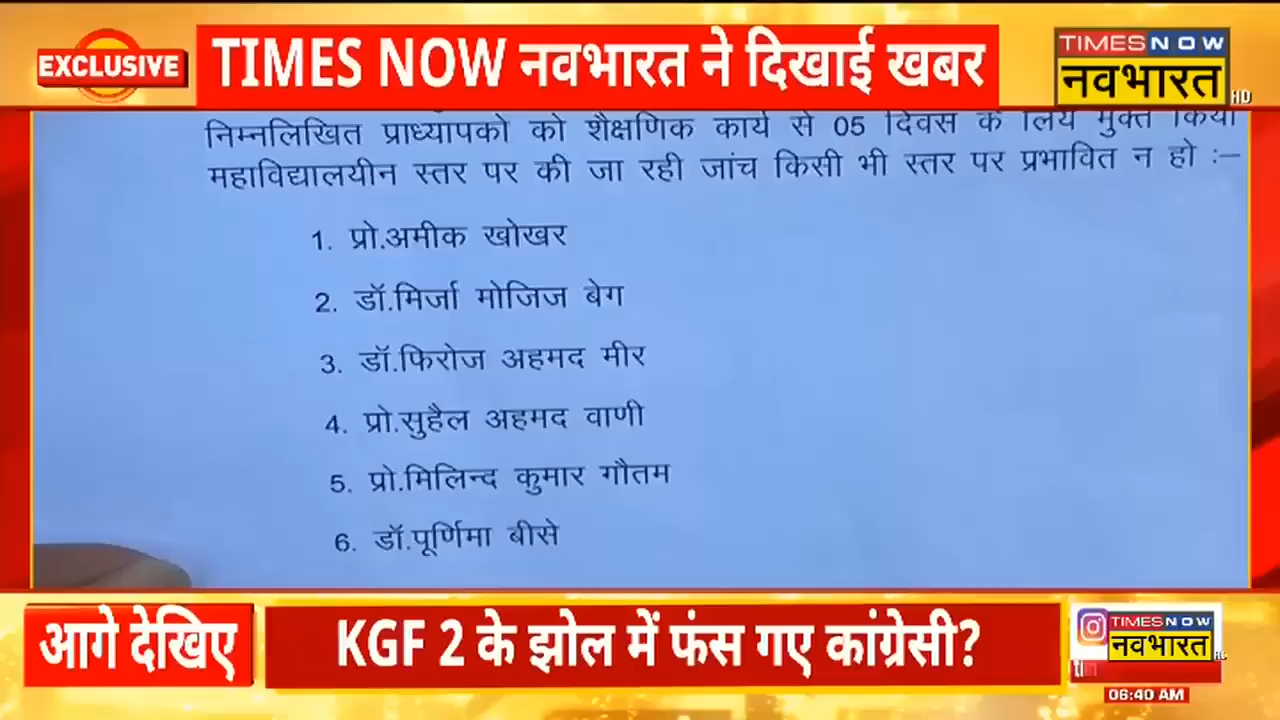 EXCLUSIVE
TIMES NOW नवभारत ने दिखाई खबर
TIMES NOW
नवभारत
HD
निम्नलिखित प्राध्यापको को शैक्षणिक कार्य से 05 दिवस के लिये मुक्त किया
महाविद्यालयीन स्तर पर की जा रही जांच किसी भी स्तर पर प्रभावित न हो :–
1. प्रो.अमीक खोखर
2. डॉ.मिर्जा मोजिज बेग
3. डॉ.फिरोज अहमद मीर
4. प्रो.सुहैल अहमद वाणी
5. प्रो.मिलिन्द कुमार गौतम
6. डॉ.पूर्णिमा बीसे
आगे देखिए
KGF 2 के झोल में फंस गए कांग्रेसी?
TIMES NOW
नवभारत
06:40 AM